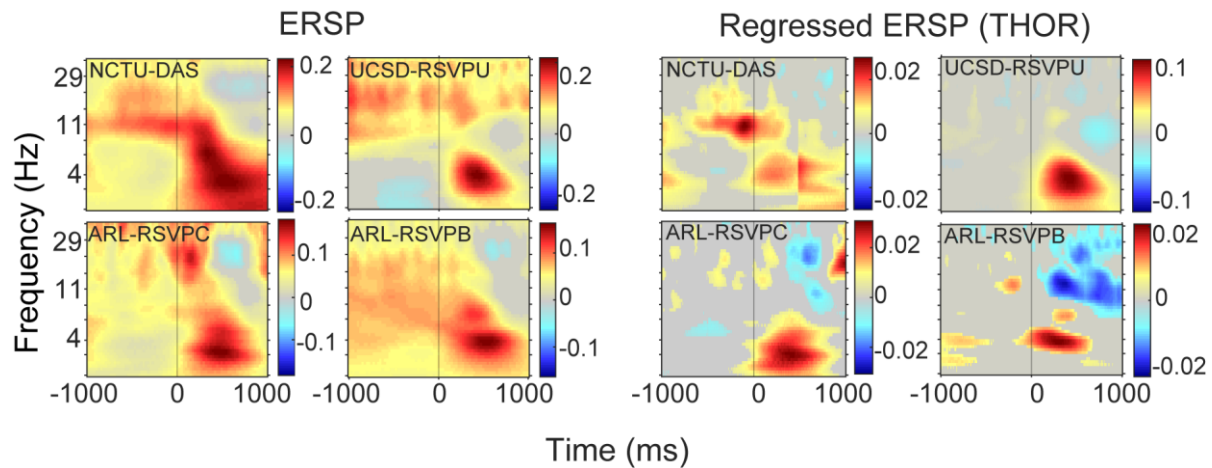 ERSP
Regressed ERSP (THOR)
NCTU-DAS
UCSD-RSVPU
NCTU-DAS
UCSD-RSVPU
29
11
4
0.2
0
-0.2
0.2
0
0.2
0.02
0
-0.02
0.1
0
-0.1
ARL-RSVPC
ARL-RSVPB
ARL-RSVPC
ARL-RSVPB
29
11
4
0.1
0
-0.1
0.1
0
-0.1
0.02
0
-0.02
0.02
0
-0.02
-1000 0 1000 0 1000
-1000 0 1000 0 1000
Frequency (Hz)
Time (ms)